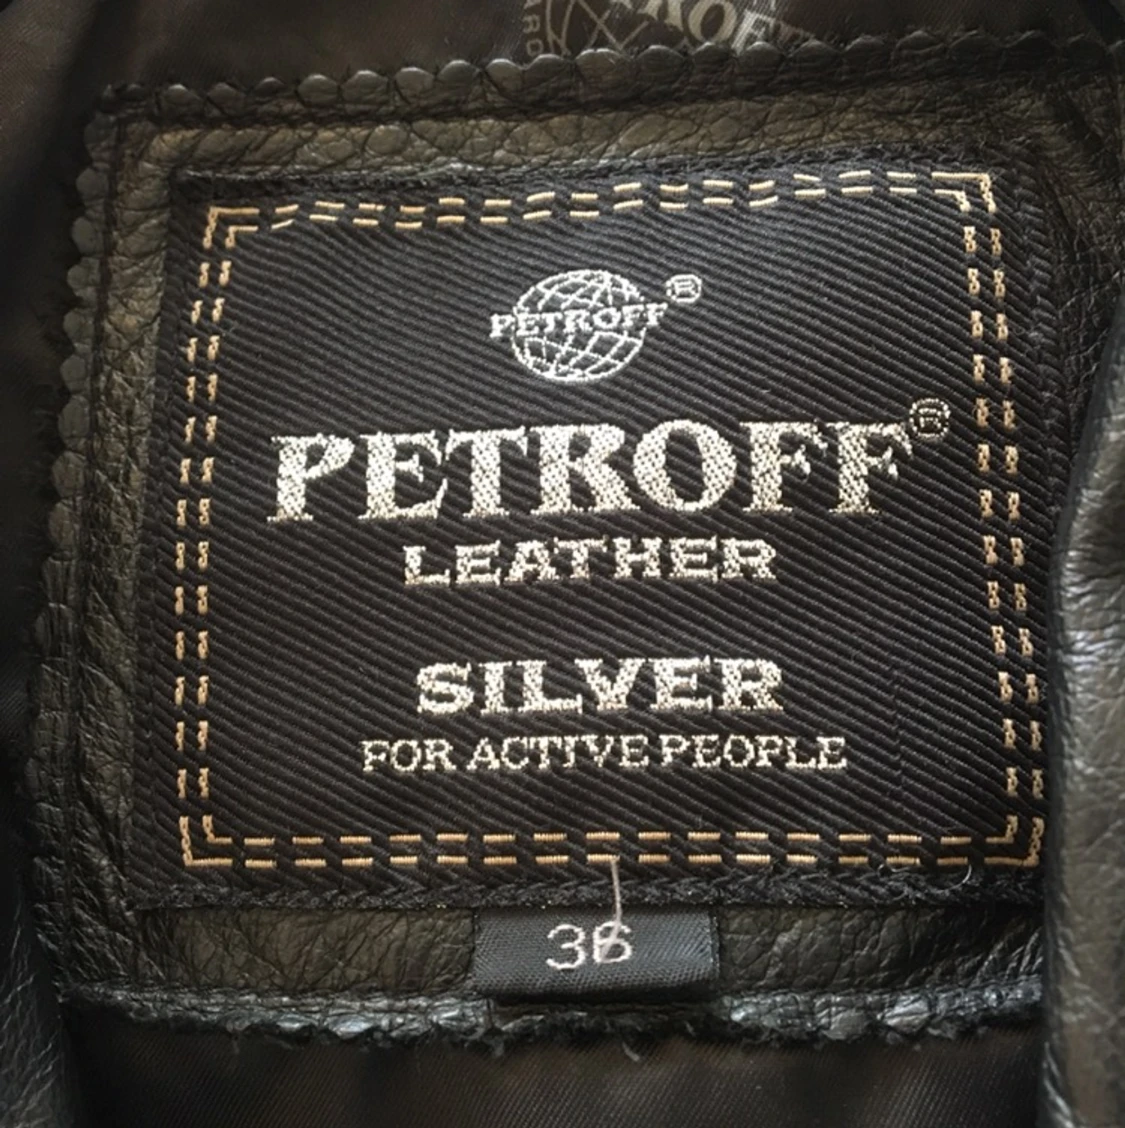 PETROFF
PETROFF®
LEATHER
SILVER
FOR ACTIVE PEOPLE
36